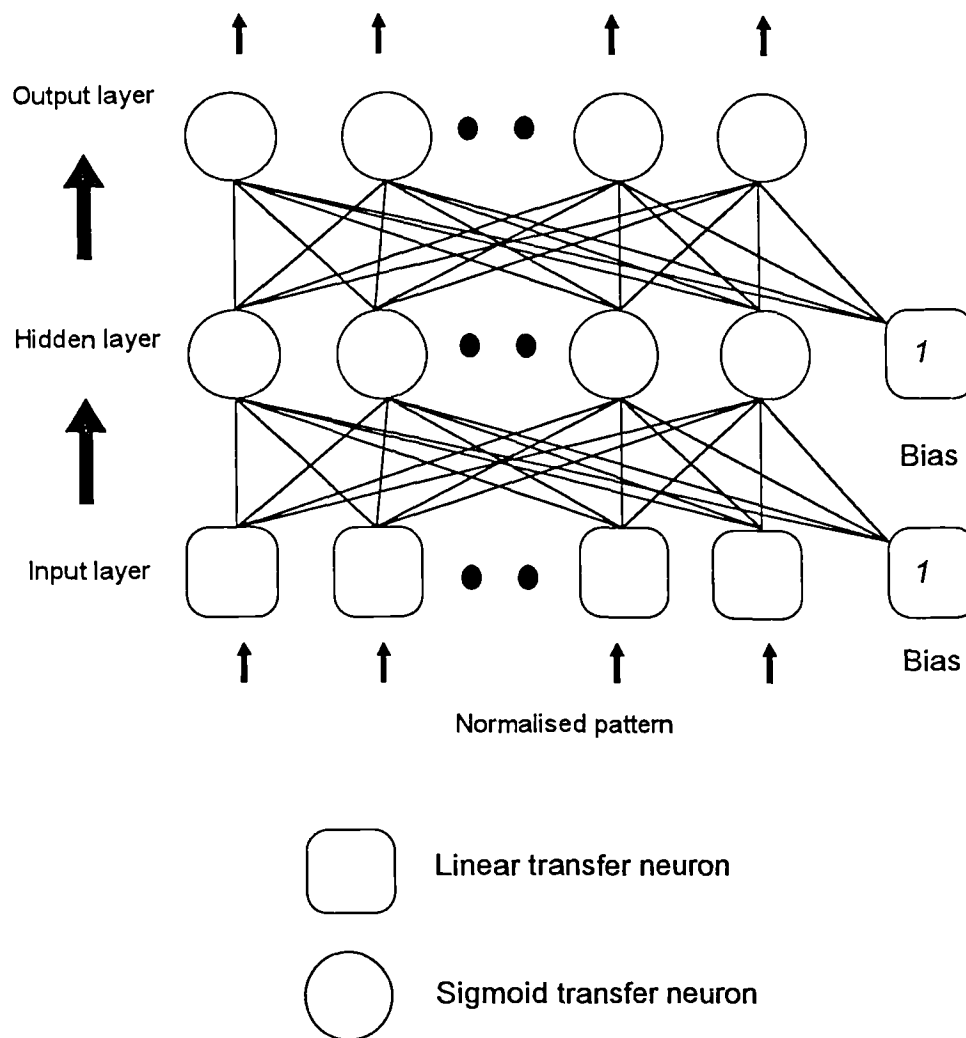 Output layer
Hidden layer
1
Bias
Input layer
1
Bias
Normalised pattern
Linear transfer neuron
Sigmoid transfer neuron